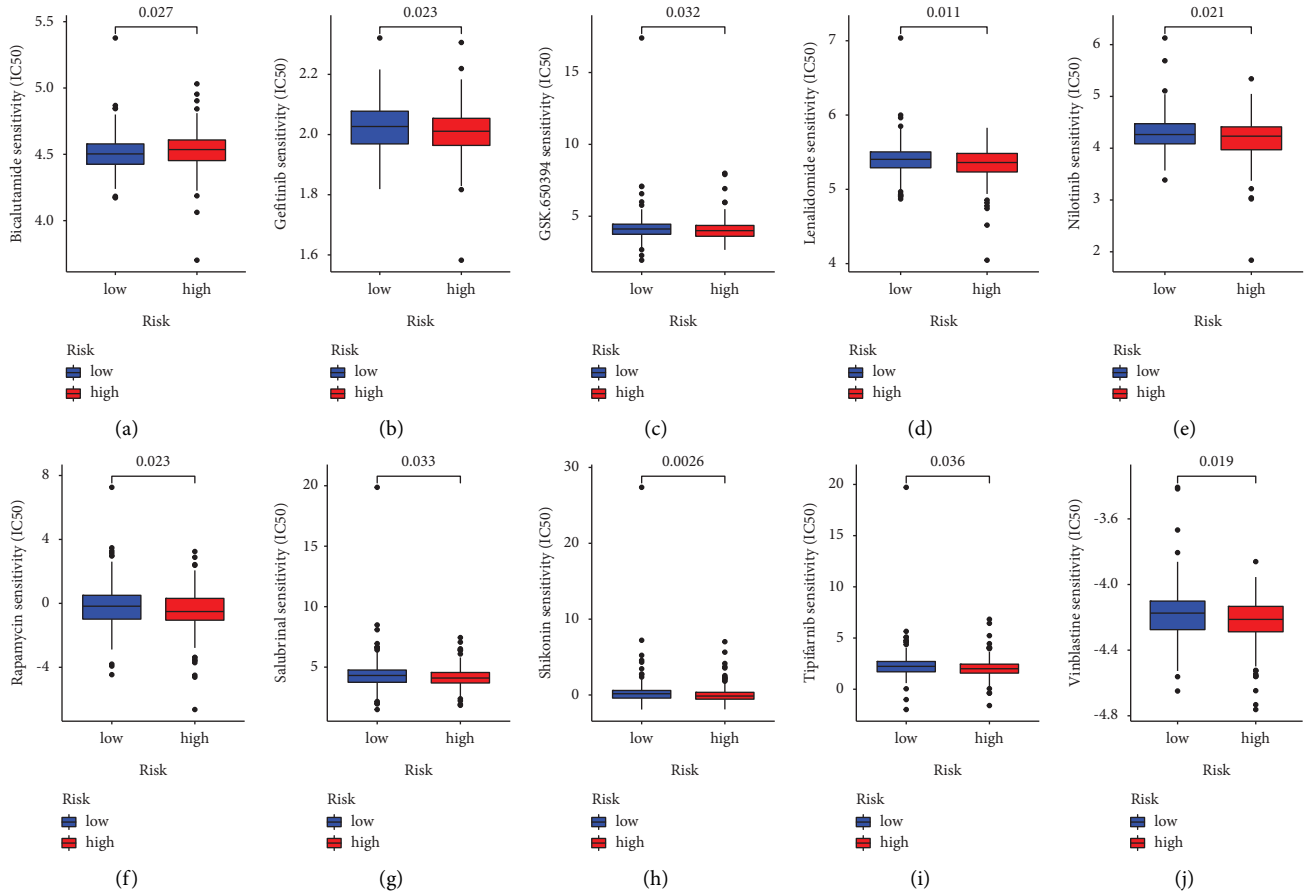 0.027
5.5
5.0
4.5
4.0
Bicalutamide sensitivity (IC50)
low
high
Risk
Risk
low
high
(a)
0.023
2.2
2.0
1.8
1.6
Gefitinib sensitivity (IC50)
low
high
Risk
Risk
low
high
(b)
0.032
15
10
5
GSK.650394 sensitivity (IC50)
low
high
Risk
Risk
low
high
(c)
0.011
7
6
5
4
Lenalidomide sensitivity (IC50)
low
high
Risk
Risk
low
high
(d)
0.021
6
5
4
3
2
Nilotinib sensitivity (IC50)
low
high
Risk
Risk
low
high
(e)
0.023
8
4
0
-4
Rapamycin sensitivity (IC50)
low
high
Risk
Risk
low
high
(f)
0.033
20
15
10
5
Salubrinal sensitivity (IC50)
low
high
Risk
Risk
low
high
(g)
0.0026
30
20
10
0
Shikonin sensitivity (IC50)
low
high
Risk
Risk
low
high
(h)
0.036
20
15
10
5
0
Tipifarnib sensitivity (IC50)
low
high
Risk
Risk
low
high
(i)
0.019
-3.6
-4.0
-4.4
-4.8
Vinblastine sensitivity (IC50)
low
high
Risk
Risk
low
high
(j)